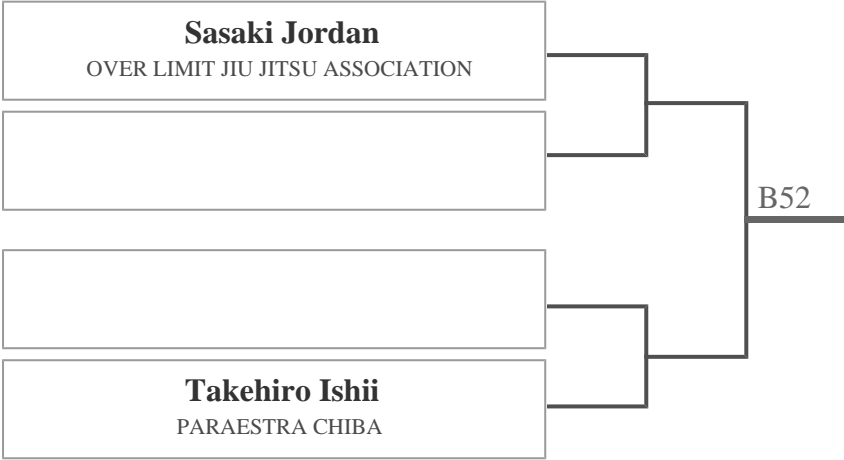 Sasaki Jordan
OVER LIMIT JIU JITSU ASSOCIATION
B52
Takehiro Ishii
PARAESTRA CHIBA